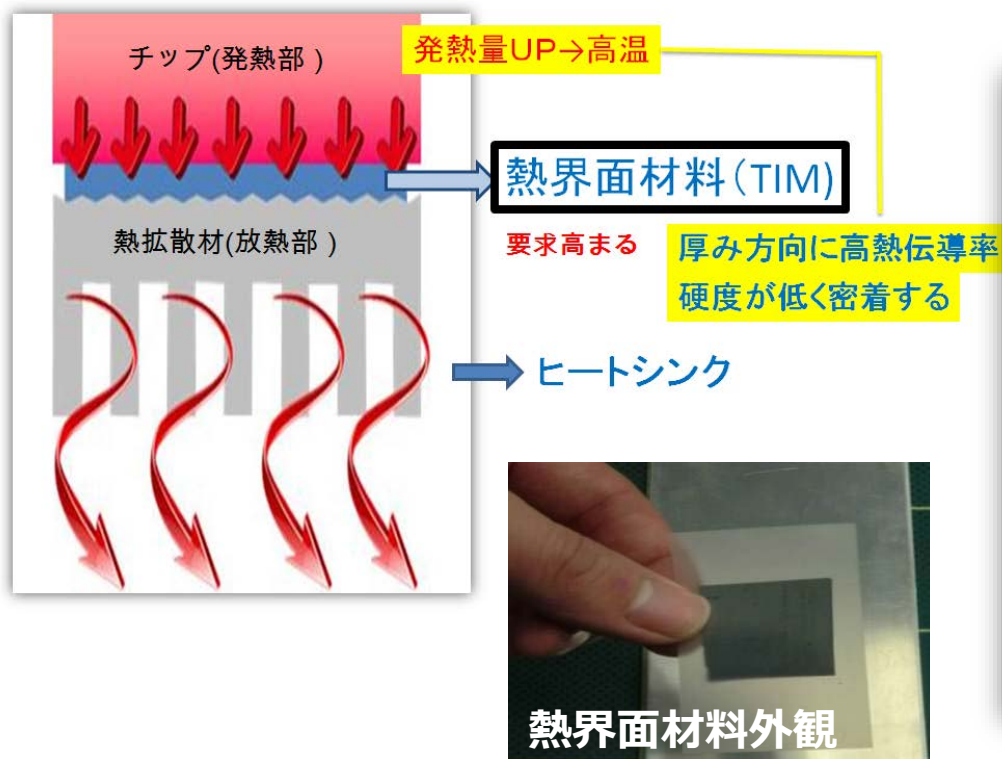 チップ(発熱部 )
発熱量UP→高温
熱界面材料(TIM)
熱拡散材(放熱部 )
要求高まる
厚み方向に高熱伝導率
硬度が低く密着する
ヒートシンク
熱界面材料外観